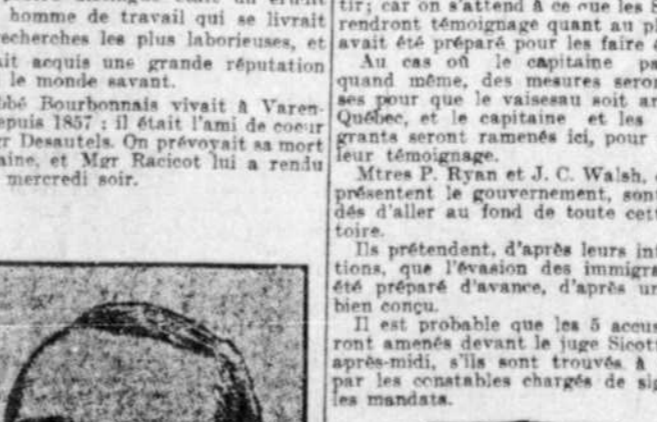 homme de travail qui se livrait
recherches les plus laborieuses, et
ait acquis une grande réputation
le monde savant.
bbé Bourbonnais vivait à Varen-
epuis 1857 ; il était l'ami de coeur
gr Desautels. On prévoyait sa mort
aine, et Mgr Racicot lui a rendu
mercredi soir.
tir; car on s'attend à ce que les S
rendront témoignage quant au pl
avait été préparé pour les faire é
Au cas où le capitaine pa
quand même, des mesures seron
ses pour que le vaisseau soit ar
Québec, et le capitaine et les
grants seront ramenés ici, pour
leur témoignage.
Mtres P. Ryan et J. C. Walsh,
présentent le gouvernement, sont
dés d'aller au fond de toute cett
toire.
Ils prétendent, d'après leurs inf
tions, que l'évasion des immigra
été préparé d'avance, d'après un
bien conçu.
Il est probable que les 5 accus
ront amenés devant le juge Sicot
après-midi, s'ils sont trouvés à
par les constables chargés de sig
les mandats.